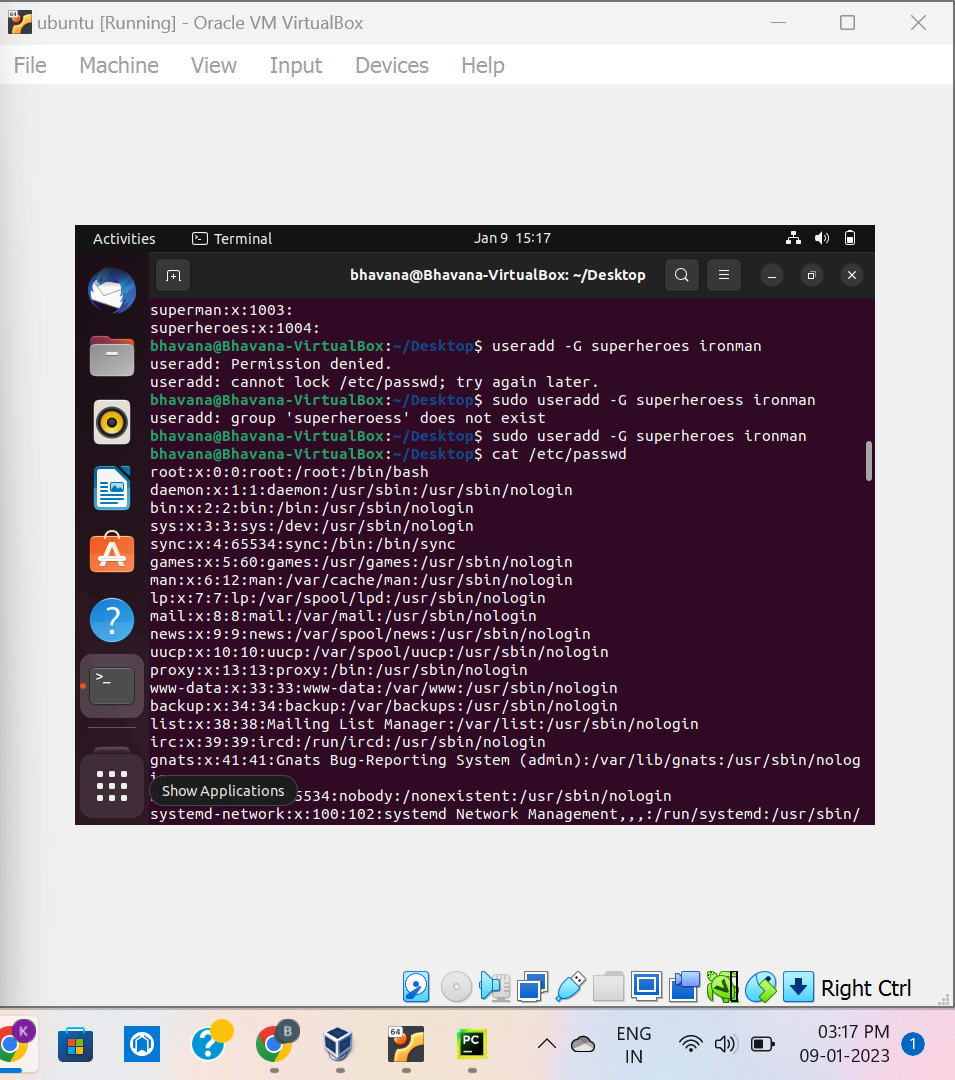 ubuntu [Running] - Oracle VM VirtualBox
File Machine View Input Devices Help
Activities Terminal Jan 9 15:17
bhavana@Bhavana-VirtualBox: ~/Desktop
superman:x:1003:
superheroes:x:1004:
bhavana@Bhavana-VirtualBox:~/Desktop$ useradd -G superheroes ironman
useradd: Permission denied.
useradd: cannot lock /etc/passwd; try again later.
bhavana@Bhavana-VirtualBox:~/Desktop$ sudo useradd -G superheroess ironman
useradd: group 'superheroess' does not exist
bhavana@Bhavana-VirtualBox:~/Desktop$ sudo useradd -G superheroes ironman
bhavana@Bhavana-VirtualBox:~/Desktop$ cat /etc/passwd
root:x:0:0:root:/root:/bin/bash
daemon:x:1:1:daemon:/usr/sbin:/usr/sbin/nologin
bin:x:2:2:bin:/bin:/usr/sbin/nologin
sys:x:3:3:sys:/dev:/usr/sbin/nologin
sync:x:4:65534:sync:/bin:/bin/sync
games:x:5:60:games:/usr/games:/usr/sbin/nologin
man:x:6:12:man:/var/cache/man:/usr/sbin/nologin
lp:x:7:7:lp:/var/spool/lpd:/usr/sbin/nologin
mail:x:8:8:mail:/var/mail:/usr/sbin/nologin
news:x:9:9:news:/var/spool/news:/usr/sbin/nologin
uucp:x:10:10:uucp:/var/spool/uucp:/usr/sbin/nologin
proxy:x:13:13:proxy:/bin:/usr/sbin/nologin
www-data:x:33:33:www-data:/var/www:/usr/sbin/nologin
backup:x:34:34:backup:/var/backups:/usr/sbin/nologin
list:x:38:38:Mailing List Manager:/var/list:/usr/sbin/nologin
irc:x:39:39:ircd:/run/ircd:/usr/sbin/nologin
gnats:x:41:41:Gnats Bug-Reporting System (admin):/var/lib/gnats:/usr/sbin/nolog
Show Applications
5534:nobody:/nonexistent:/usr/sbin/nologin
systemd-network:x:100:102:systemd Network Management,,,:/run/systemd:/usr/sbin/
Right Ctrl
K
B
64
PC
ENG
IN
03:17 PM
09-01-2023
1